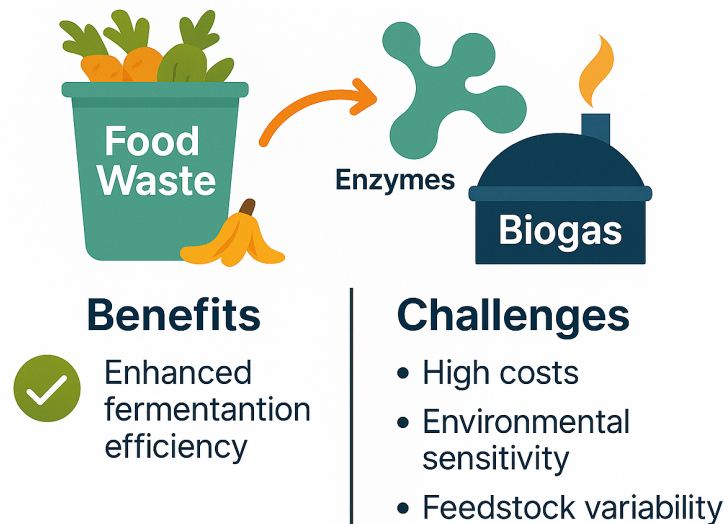 Food
Waste
Enzymes
Biogas
Benefits
Enhanced
fermentantion
efficiency
Challenges
• High costs
• Environmental
sensitivity
• Feedstock variability